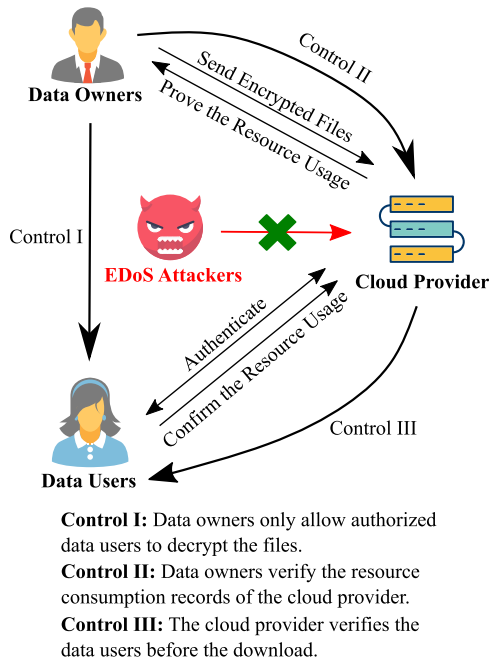 Control II
Send Encrypted Files
Prove the Resource Usage
Data Owners
Control I
EDoS Attackers
Cloud Provider
Authenticate
Confirm the Resource Usage
Control III
Data Users
Control I: Data owners only allow authorized
data users to decrypt the files.
Control II: Data owners verify the resource
consumption records of the cloud provider.
Control III: The cloud provider verifies the
data users before the download.